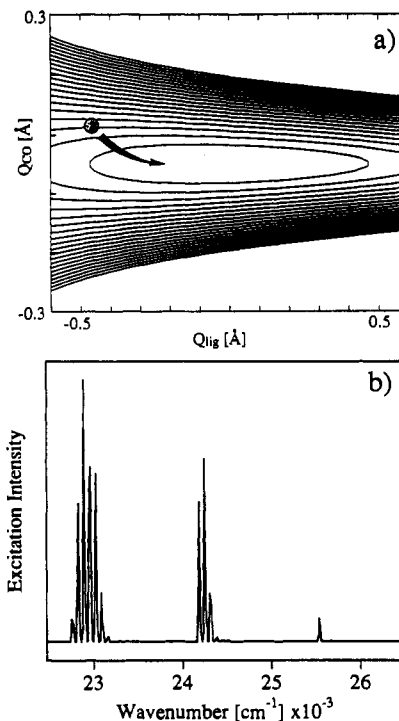 a)
0.3
Qco [Å]
-0.3
-0.5
0.5
Qlig [Å]
b)
Excitation Intensity
23
24
25
26
Wavenumber [cm⁻¹] x10⁻³